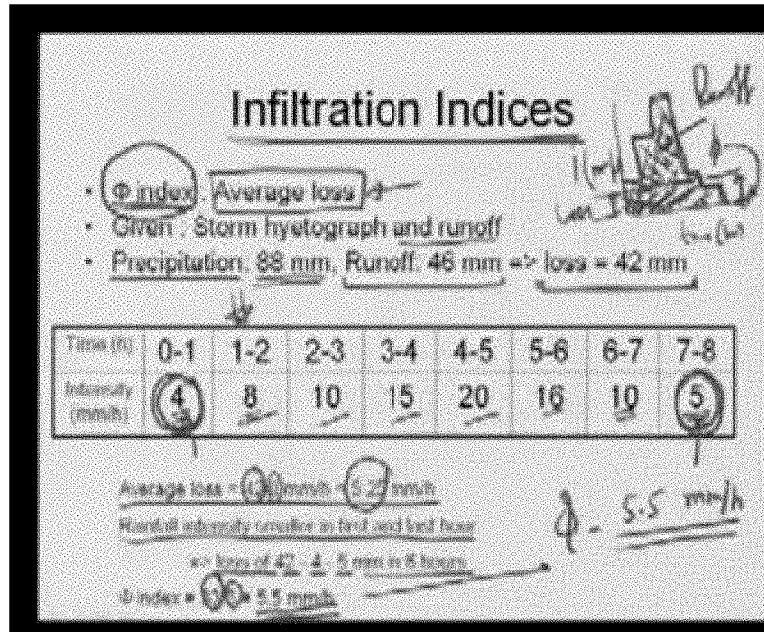 Infiltration Indices
Runoff
• Φ index : Average loss
• Given : Storm hyetograph and runoff
• Precipitation: 88 mm, Runoff: 46 mm => loss = 42 mm
Time (h) 0-1 1-2 2-3 3-4 4-5 5-6 6-7 7-8
Intensity (mm/h) 4 8 10 15 20 16 10 5
Average loss = mm/h = 5.25 mm/h
Rainfall intensity smaller in first and last hour
=> loss of 42 4 5 mm in 6 hours
Φ index = 5.5 mm/h
ϕ - 5.5 mm/h